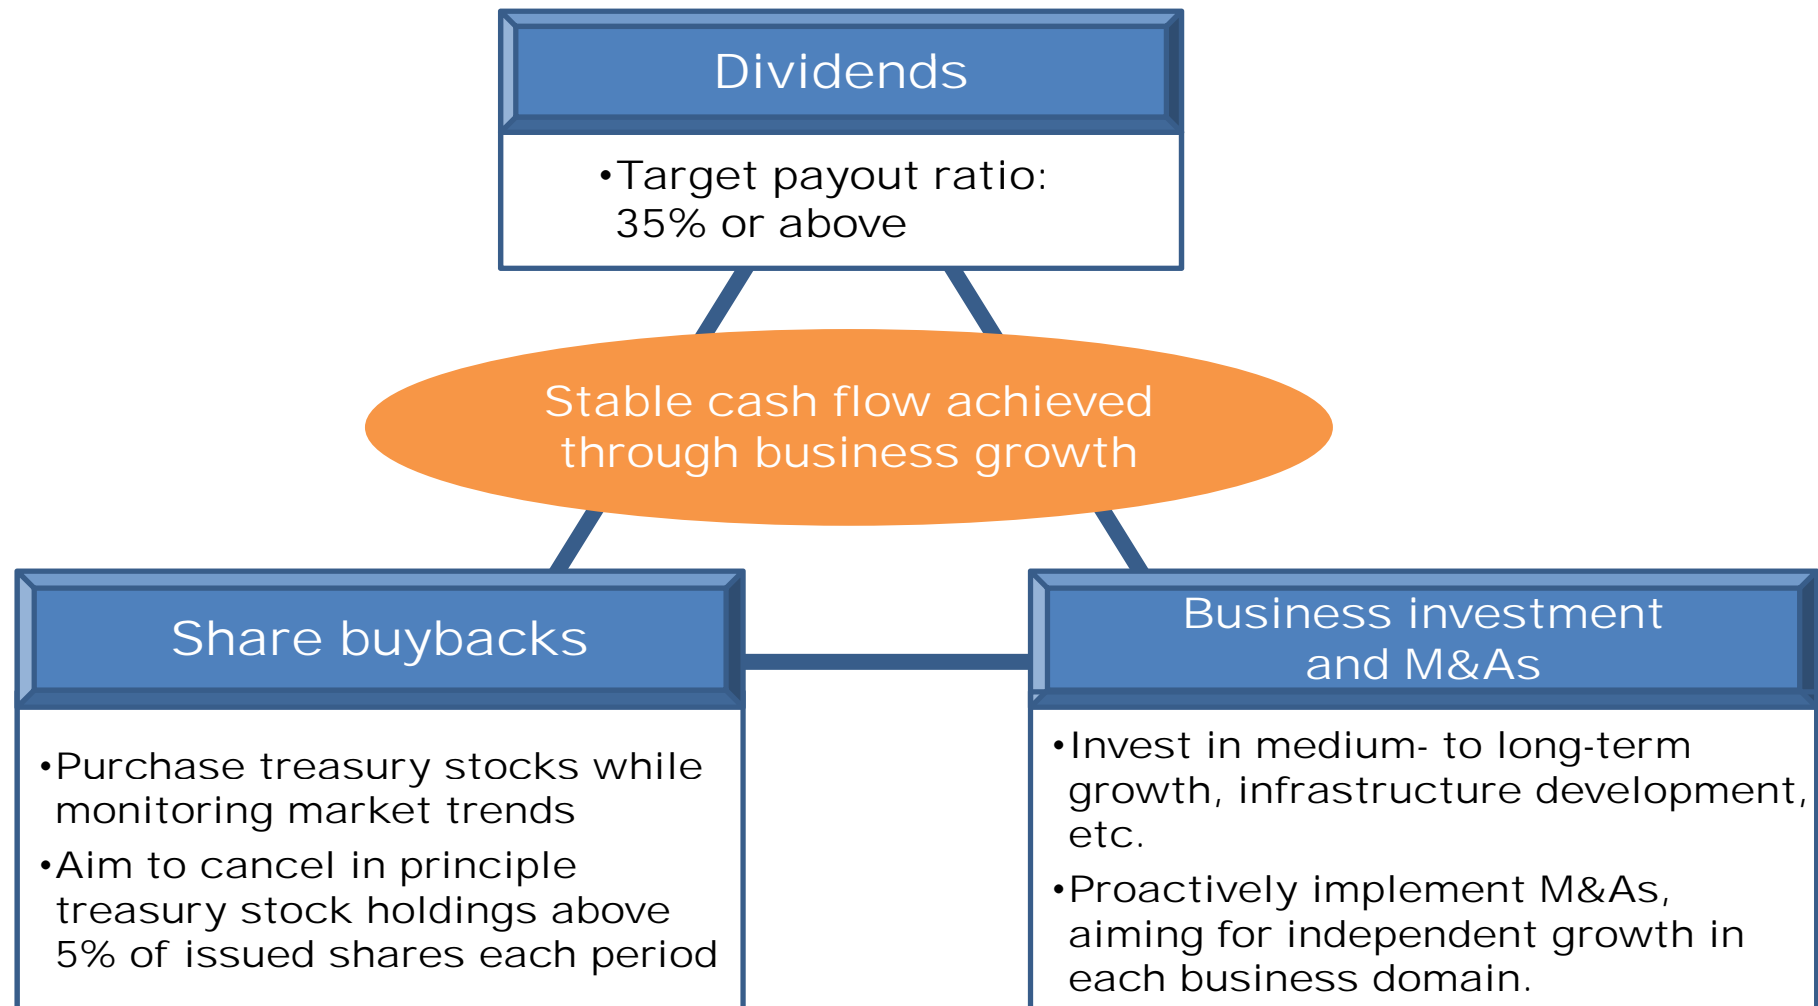 Dividends
•Target payout ratio:
35% or above
Stable cash flow achieved
through business growth
Share buybacks
•Purchase treasury stocks while
monitoring market trends
•Aim to cancel in principle
treasury stock holdings above
5% of issued shares each period
Business investment
and M&As
•Invest in medium- to long-term
growth, infrastructure development,
etc.
•Proactively implement M&As,
aiming for independent growth in
each business domain.